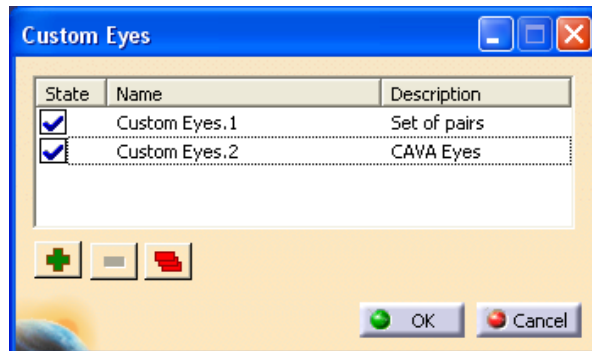 Custom Eyes
State Name Description
Custom Eyes.1 Set of pairs
Custom Eyes.2 CAVA Eyes
OK Cancel